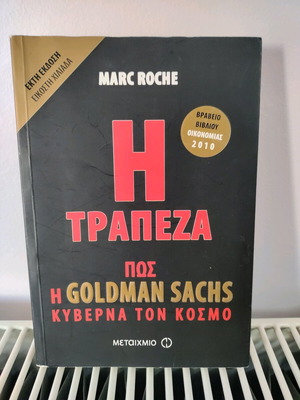 ΕΚΤΗ ΕΚΔΟΣΗ
ΕΙΚΟΣΤΗ ΧΙΛΙΑΔΑ
MARC ROCHE
ΒΡΑΒΕΙΟ
ΒΙΒΛΙΟΥ
ΟΙΚΟΝΟΜΙΑΣ
2010
Η
ΤΡΑΠΕΖΑ
ΠΩΣ
Η GOLDMAN SACHS
ΚΥΒΕΡΝΑ ΤΟΝ ΚΟΣΜΟ
ΜΕΤΑΙΧΜΙΟ